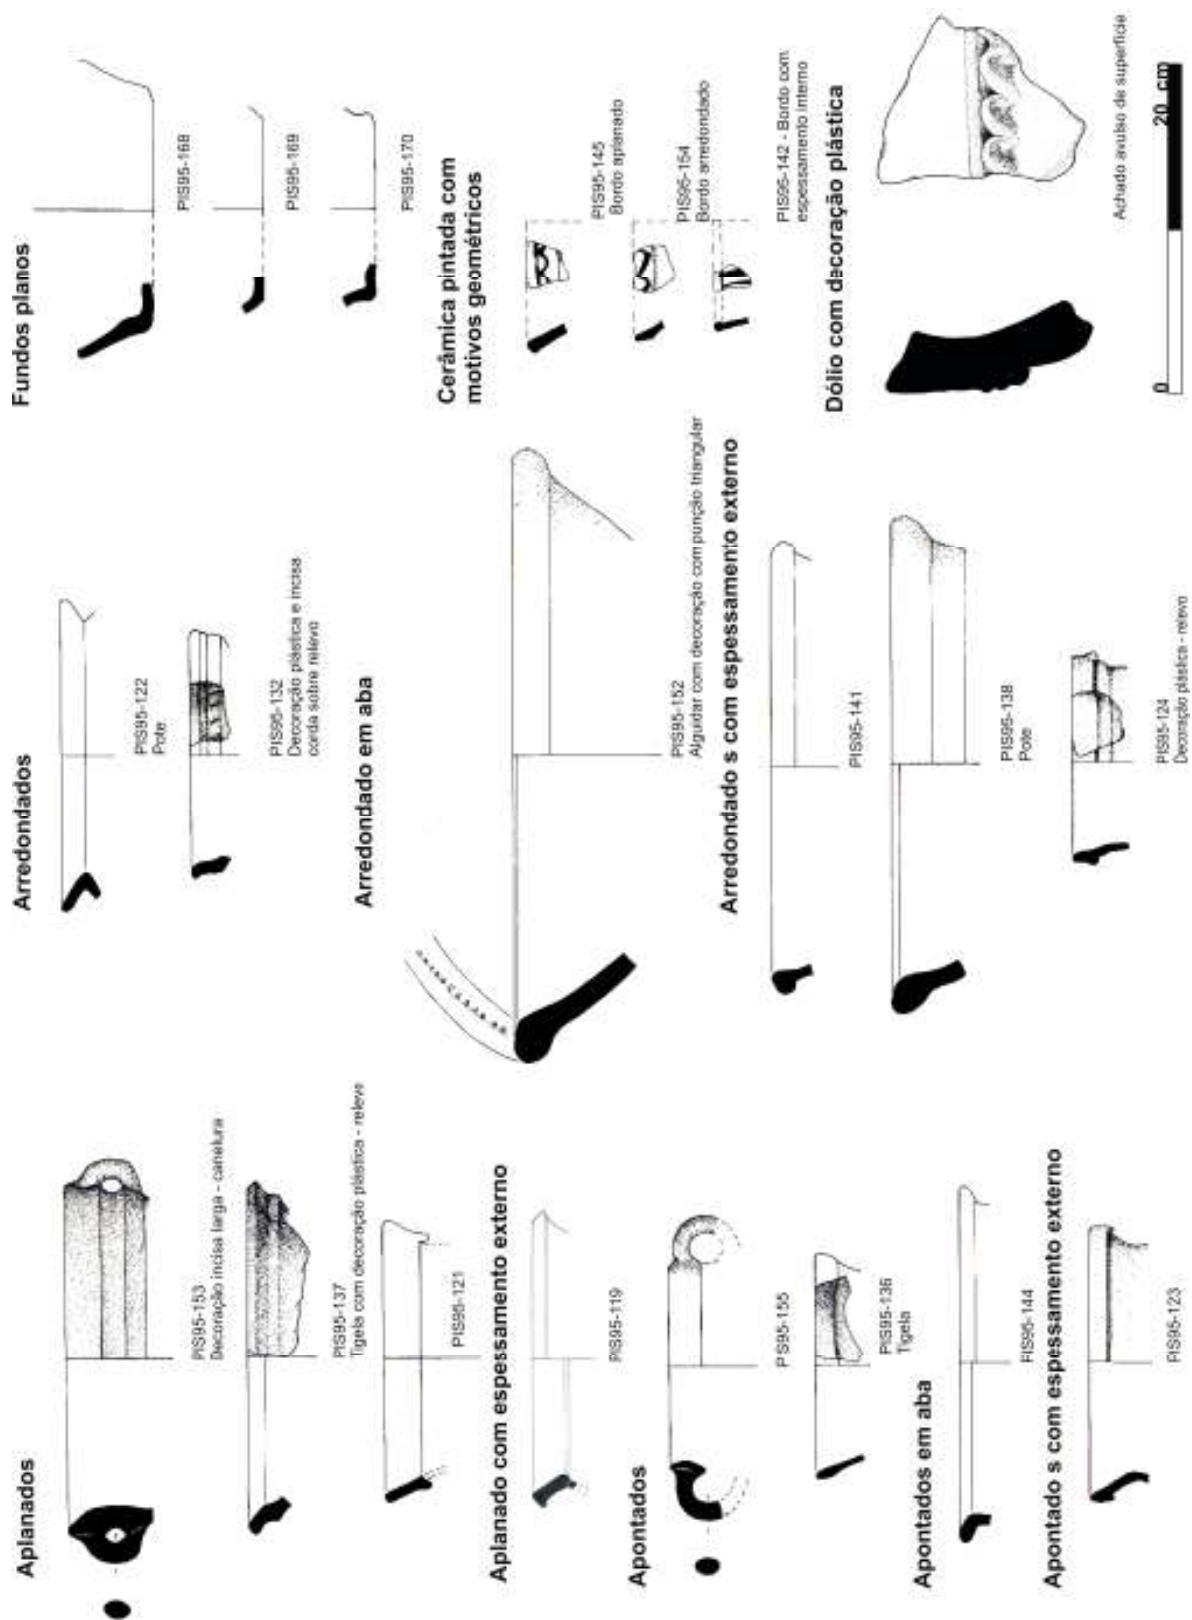 Aplanados
PIS95-153
Decoração incisa larga - canelura
PIS95-137
Tigela com decoração plástica - relevo
PIS95-121
Aplanado com espessamento externo
PIS95-119
Apontados
PIS95-155
PIS95-136
Tigela
Apontados em aba
PIS95-144
Apontado s com espessamento externo
PIS95-123
Arredondados
PIS95-122
Pote
PIS95-132
Decoração plástica e incisa
corda sobre relevo
Arredondado em aba
PIS95-152
Alguidar com decoração com punção triangular
Arredondado s com espessamento externo
PIS95-141
PIS95-138
Pote
PIS95-124
Decoração plástica - relevo
Fundos planos
PIS95-168
PIS95-169
PIS95-170
Cerâmica pintada com
motivos geométricos
PIS95-145
Bordo aplanado
PIS95-154
Bordo arredondado
PIS95-142 - Bordo com
espessamento interno
Dólio com decoração plástica
Achado avulso de superfície
0 20 cm